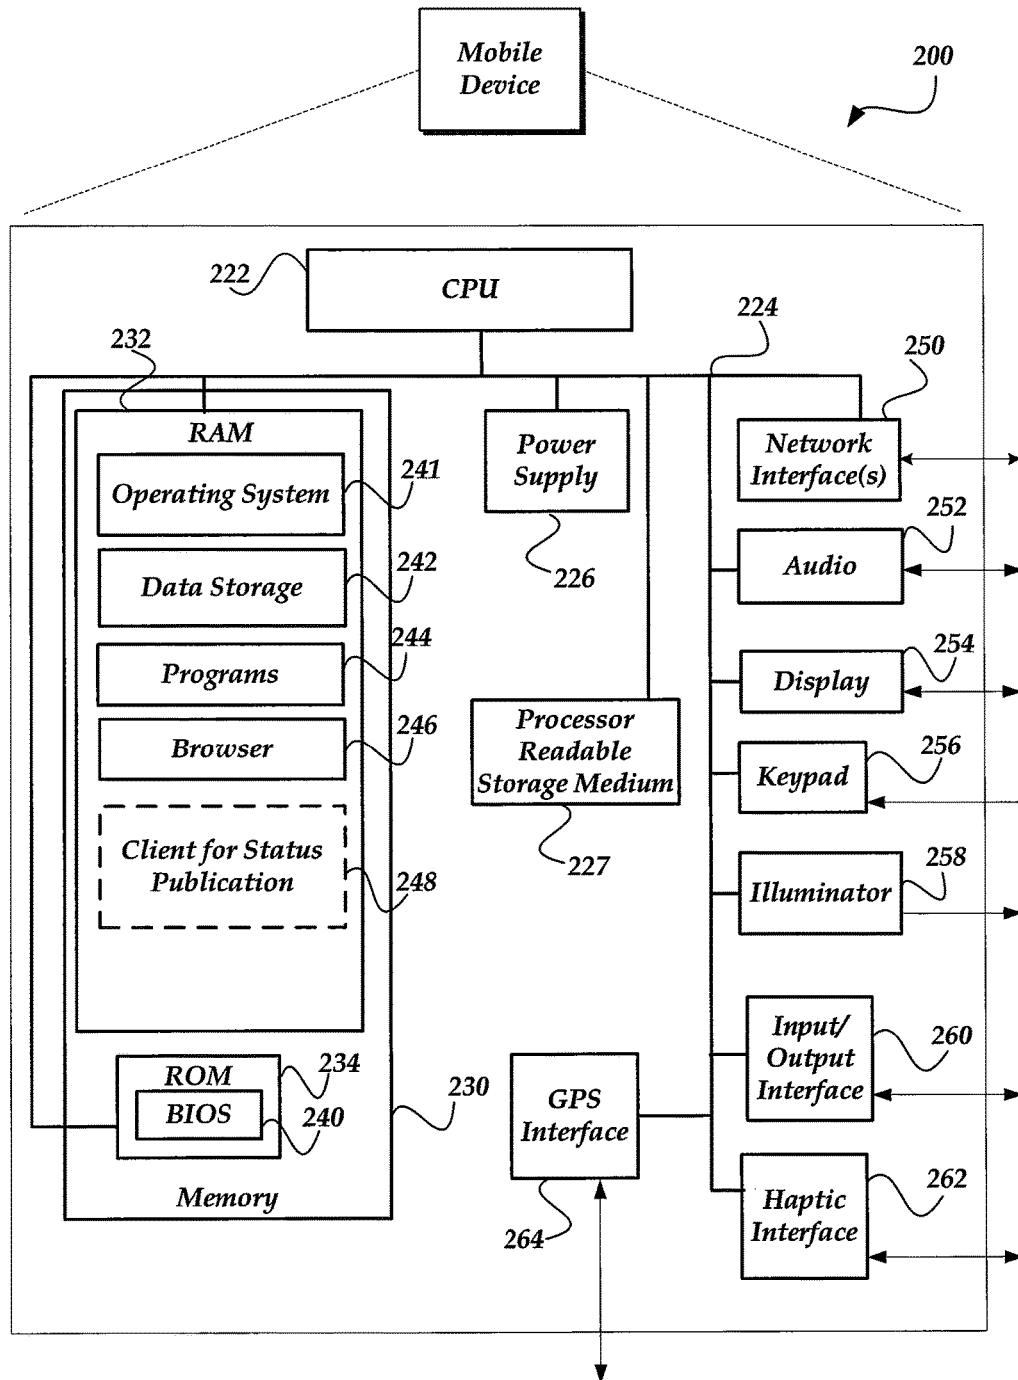 Mobile
Device
200
222
CPU
224
232
250
RAM
Operating System
241
Data Storage
242
Programs
244
Browser
246
Client for Status
Publication
248
ROM
234
BIOS
240
230
Memory
Power
Supply
226
Processor
Readable
Storage Medium
227
GPS
Interface
264
Network
Interface(s)
252
Audio
254
Display
256
Keypad
258
Illuminator
Input/
Output
Interface
260
Haptic
Interface
262